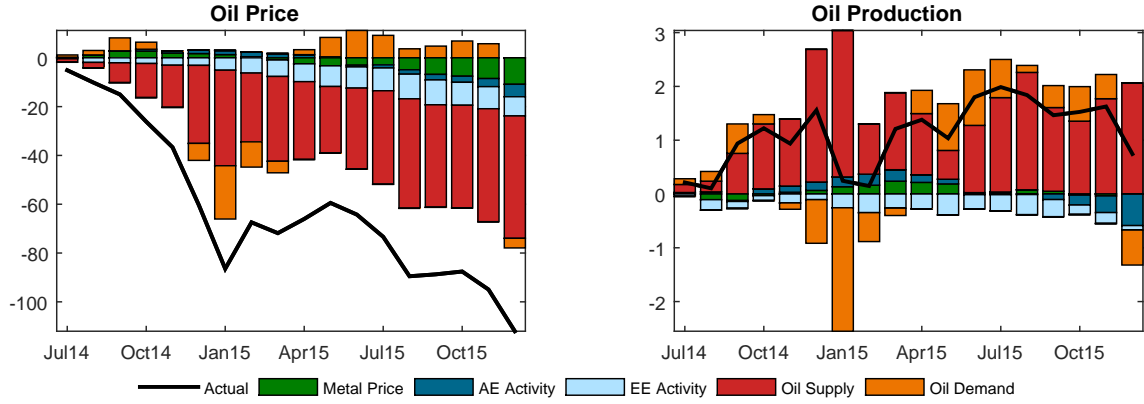 Oil Price
0
-20
-40
-60
-80
-100
Jul14 Oct14 Jan15 Apr15 Jul15 Oct15
Oil Production
3
2
1
0
-1
-2
Jul14 Oct14 Jan15 Apr15 Jul15 Oct15
Actual Metal Price AE Activity EE Activity Oil Supply Oil Demand